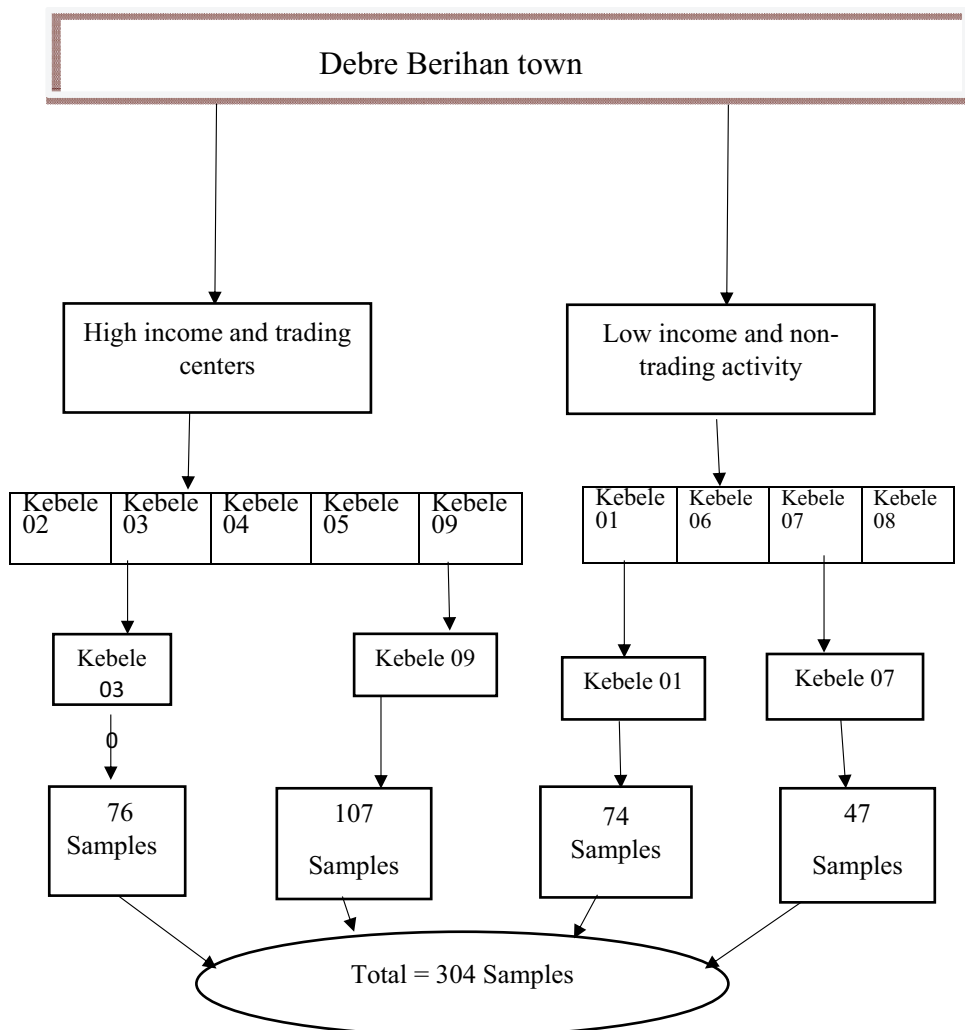 Debre Berihan town
High income and trading
centers
Low income and non-
trading activity
Kebele
02
Kebele
03
Kebele
04
Kebele
05
Kebele
09
Kebele
01
Kebele
06
Kebele
07
Kebele
08
Kebele
03
Kebele 09
Kebele 01
Kebele 07
0
76
Samples
107
Samples
74
Samples
47
Samples
Total = 304 Samples